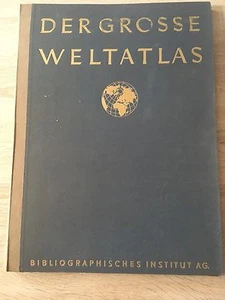 DER GROSSE
WELTATLAS
BIBLIOGRAPHISCHES INSTITUT AG.